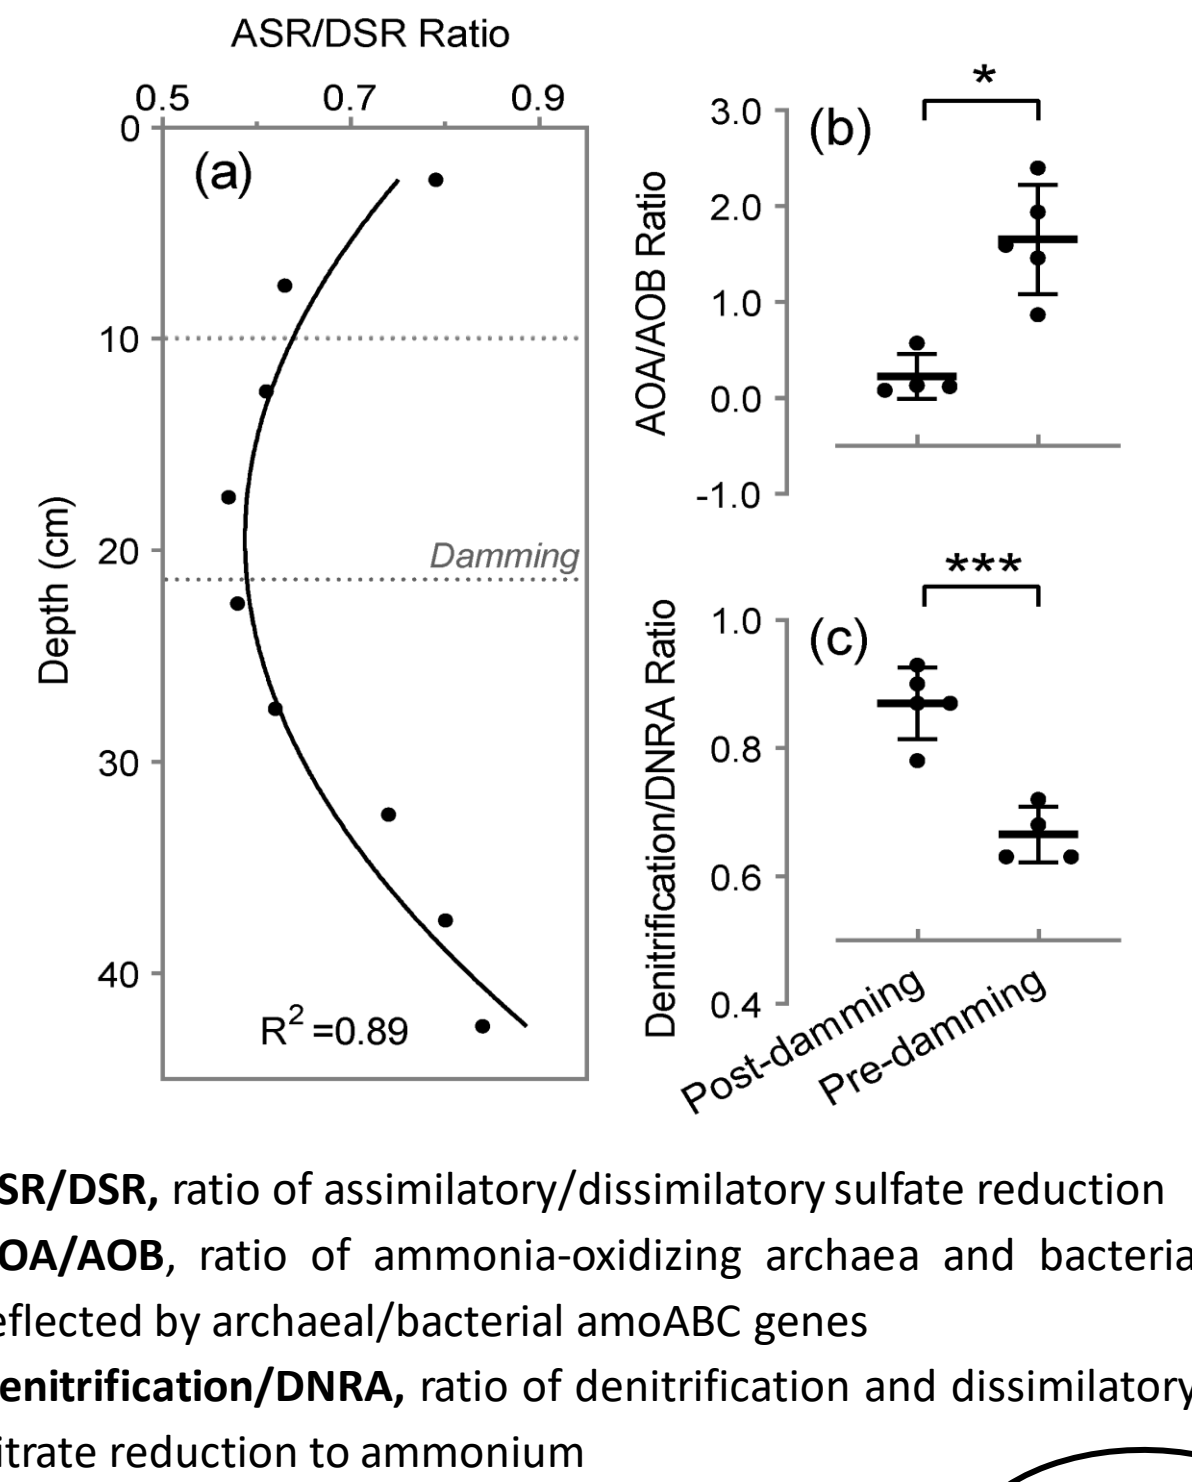 ASR/DSR Ratio
0.5 0.7 0.9
0
10
20
30
40
Depth (cm)
(a)
Damming
R2 =0.89
*
3.0
2.0
1.0
0.0
-1.0
AOA/AOB Ratio
(b)
***
1.0
0.8
0.6
0.4
Denitrification/DNRA Ratio
(c)
Post-damming
Pre-damming
SR/DSR, ratio of assimilatory/dissimilatory sulfate reduction
OA/AOB, ratio of ammonia-oxidizing archaea and bacteria
eflected by archaeal/bacterial amoABC genes
enitrification/DNRA, ratio of denitrification and dissimilatory
itrate reduction to ammonium